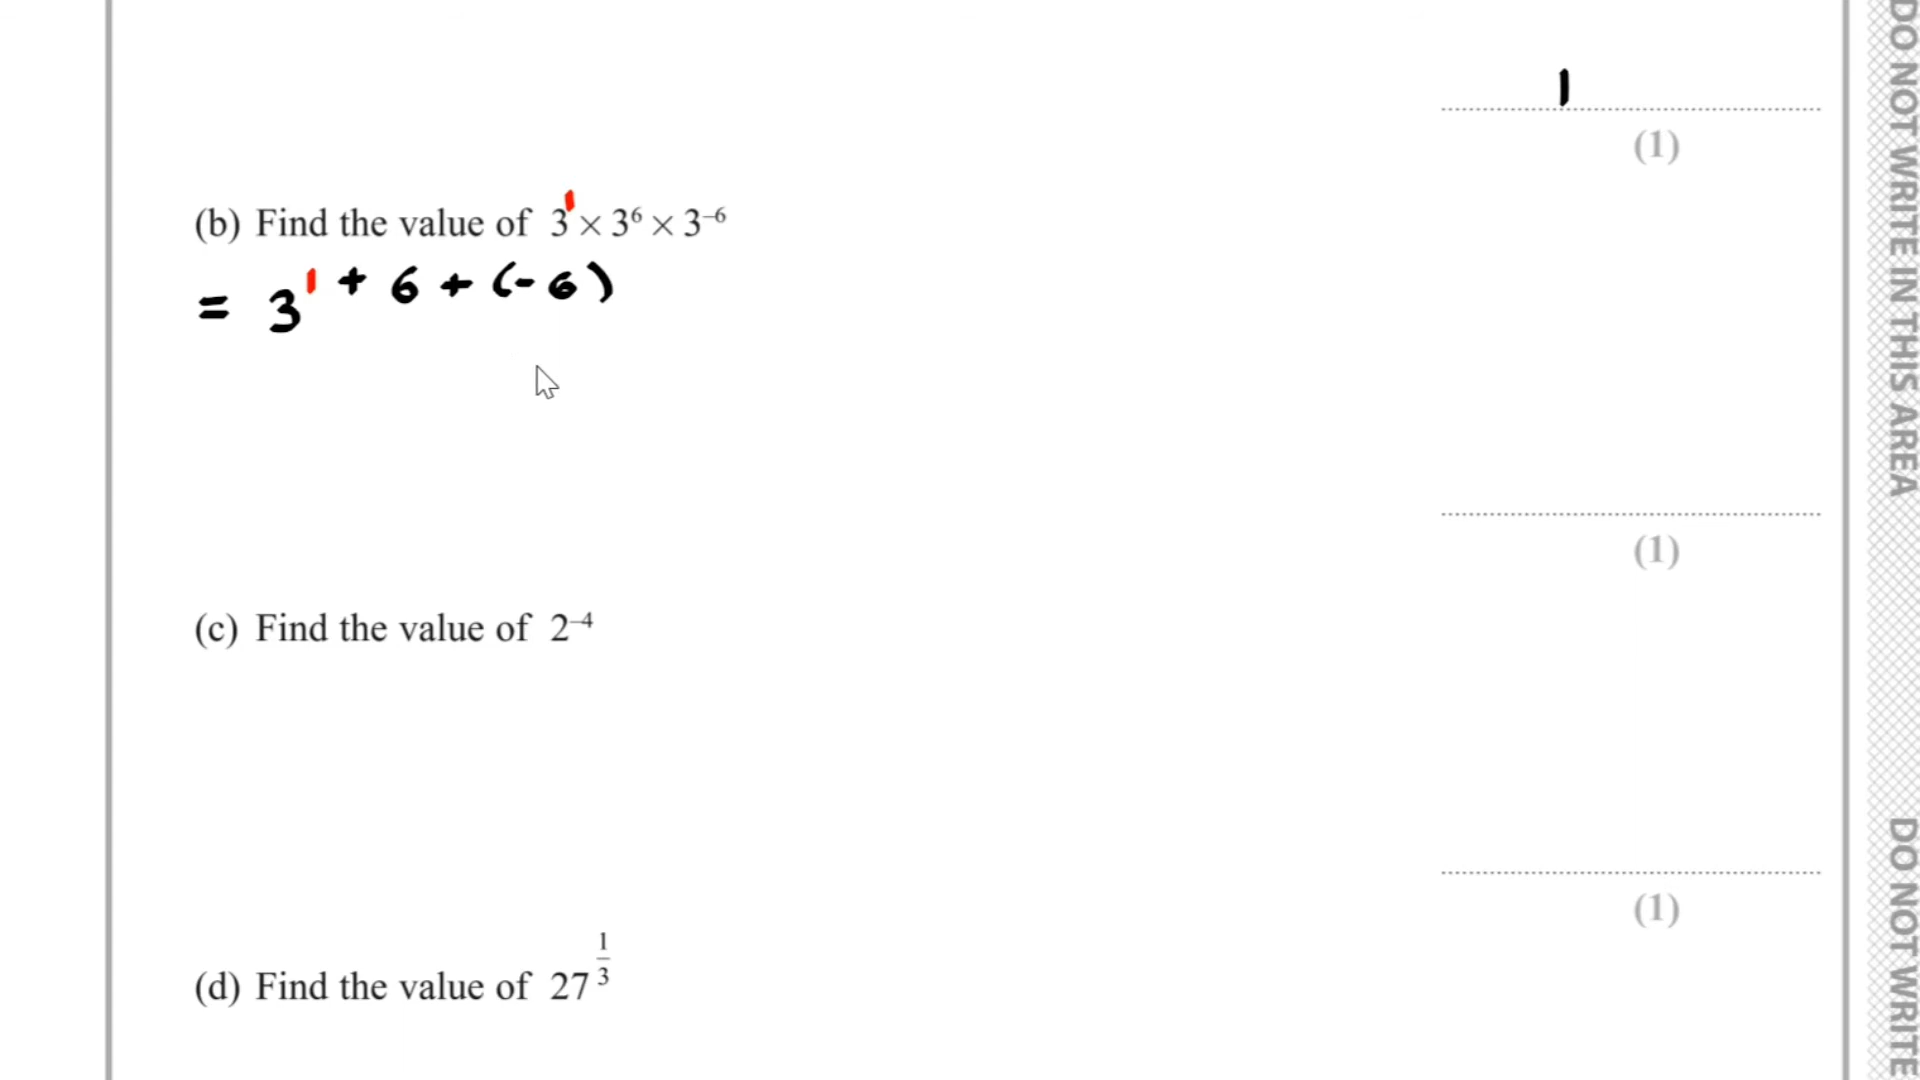 1
(1)
(b) Find the value of 3¹ × 3⁶ × 3⁻⁶
= 3¹ ⁺ ⁶ ⁺ ⁽⁻⁶⁾
(1)
(c) Find the value of 2⁻⁴
(1)
(d) Find the value of 27^(1/3)
DO NOT WRITE IN THIS AREA
DO NOT WRITE